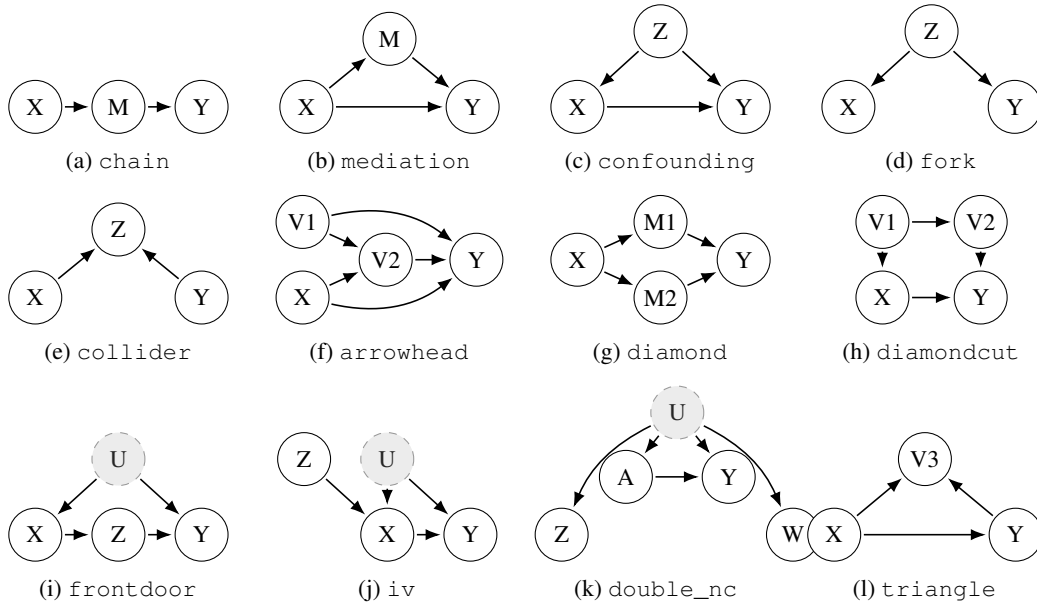 M Z Z
X M Y X Y X Y X Y
(a) chain (b) mediation (c) confounding (d) fork
Z V1 M1 V1 V2
V2 Y X Y
X Y X M2 X Y
(e) collider (f) arrowhead (g) diamond (h) diamondcut
U
U Z U V3
A Y
X Z Y X Y Z W X Y
(i) frontdoor (j) iv (k) double_nc (l) triangle